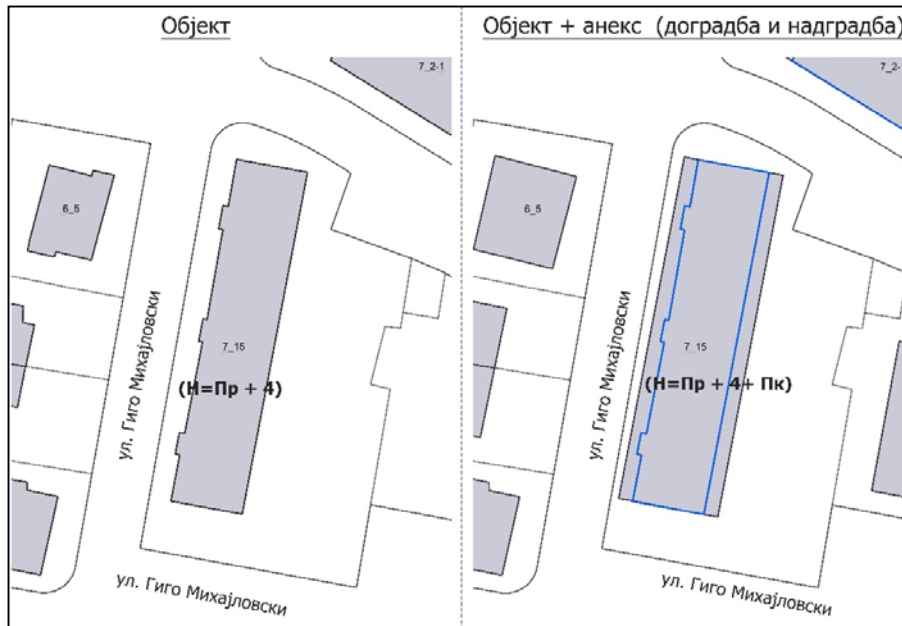 Објект
7_2-1
6_5
7_15
(Н=Пр + 4)
ул. Гиго Михајловски
ул. Гиго Михајловски
Објект + анекс (доградба и надградба)
7_2-
6_5
7_15
(Н=Пр + 4+ Пк)
ул. Гиго Михајловски
ул. Гиго Михајловски